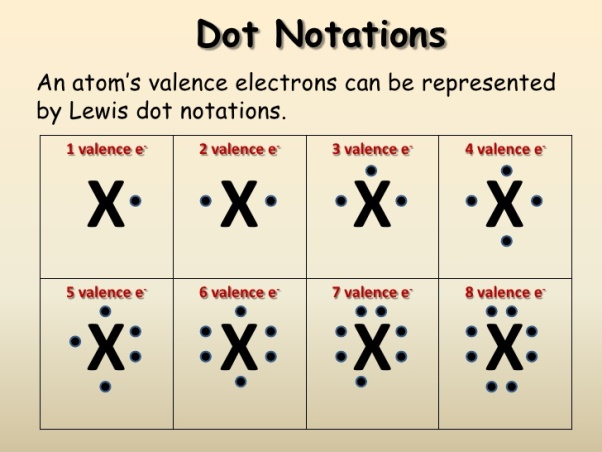 Dot Notations
An atom's valence electrons can be represented
by Lewis dot notations.
1 valence e-
2 valence e-
3 valence e-
4 valence e-
X
X
X
X
5 valence e-
6 valence e-
7 valence e-
8 valence e-
X
X
X
X